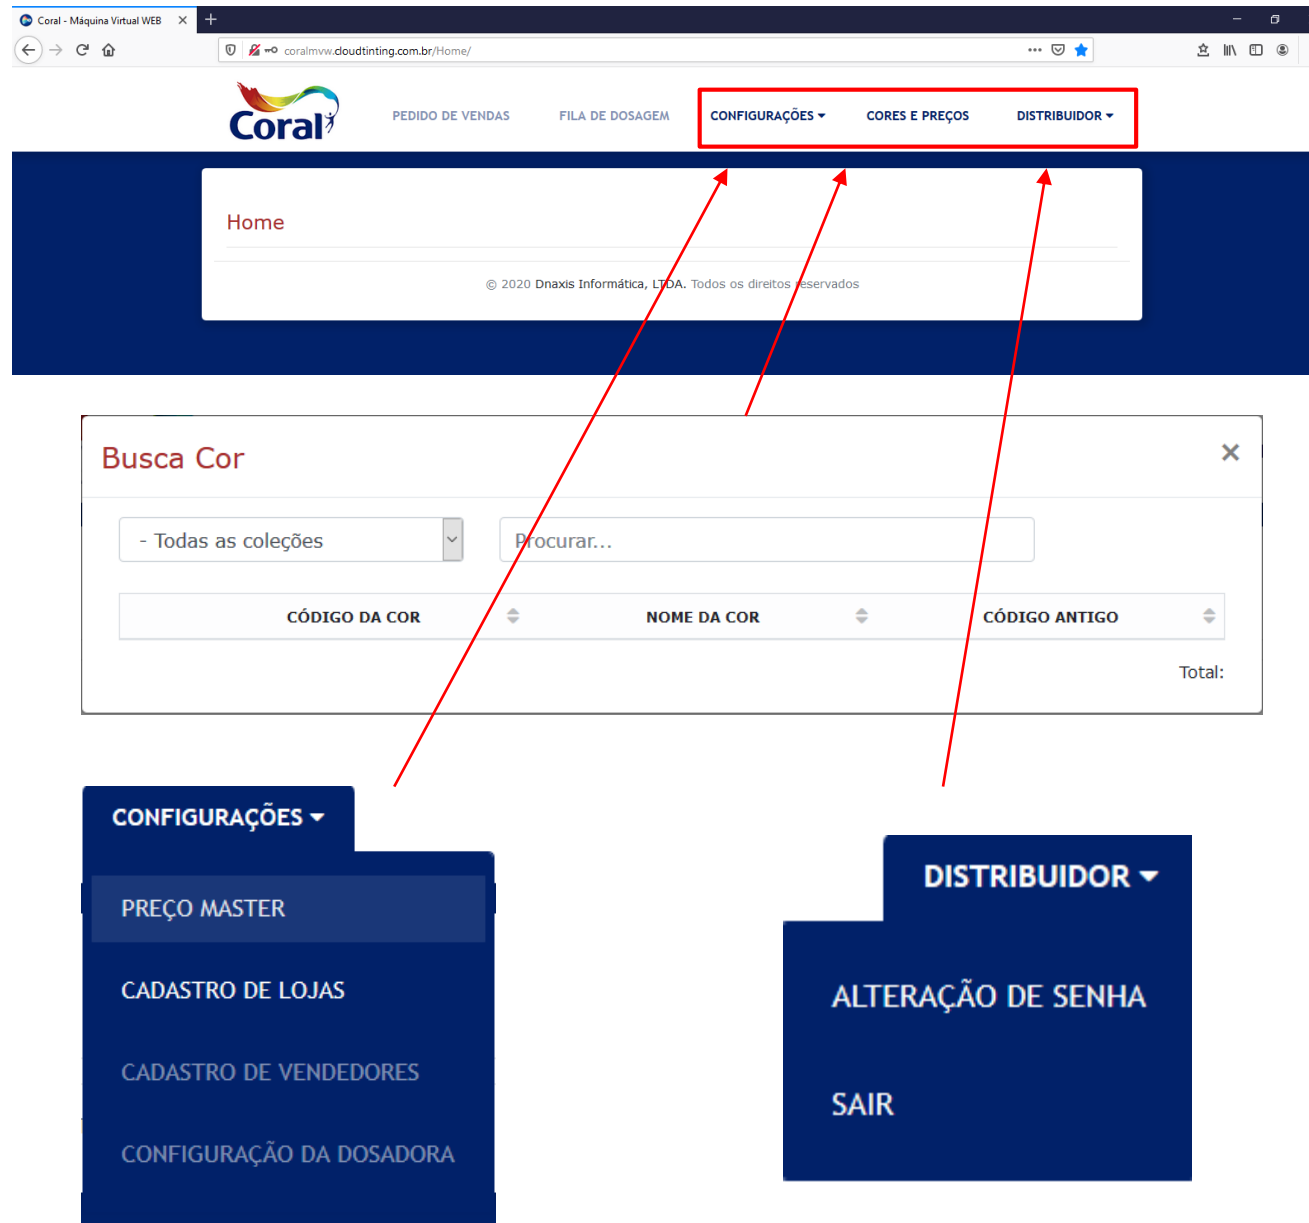 Coral - Máquina Virtual WEB
coralmvw.cloudtinting.com.br/Home/
Coral
PEDIDO DE VENDAS
FILA DE DOSAGEM
CONFIGURAÇÕES
CORES E PREÇOS
DISTRIBUIDOR
Home
© 2020 Dnaxis Informática, LTDA. Todos os direitos reservados
Busca Cor
- Todas as coleções
Procurar...
CÓDIGO DA COR
NOME DA COR
CÓDIGO ANTIGO
Total:
CONFIGURAÇÕES
PREÇO MASTER
CADASTRO DE LOJAS
CADASTRO DE VENDEDORES
CONFIGURAÇÃO DA DOSADORA
DISTRIBUIDOR
ALTERAÇÃO DE SENHA
SAIR